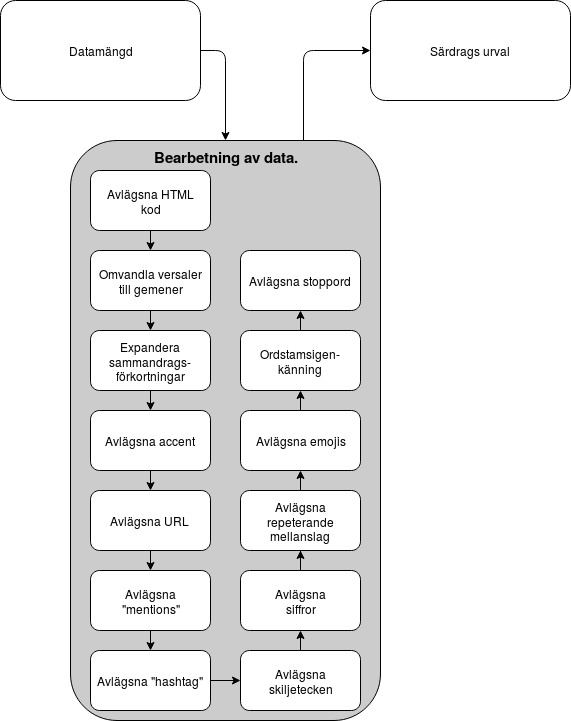 Datamängd
Särdrags urval
Bearbetning av data.
Avlägsna HTML
kod
Omvandla versaler
till gemener
Expandera
sammandrags-
förkortningar
Avlägsna accent
Avlägsna URL
Avlägsna
"mentions"
Avlägsna "hashtag"
Avlägsna
skiljetecken
Avlägsna
siffror
Avlägsna
repeterande
mellanslag
Avlägsna emojis
Ordstamsigen-
känning
Avlägsna stoppord